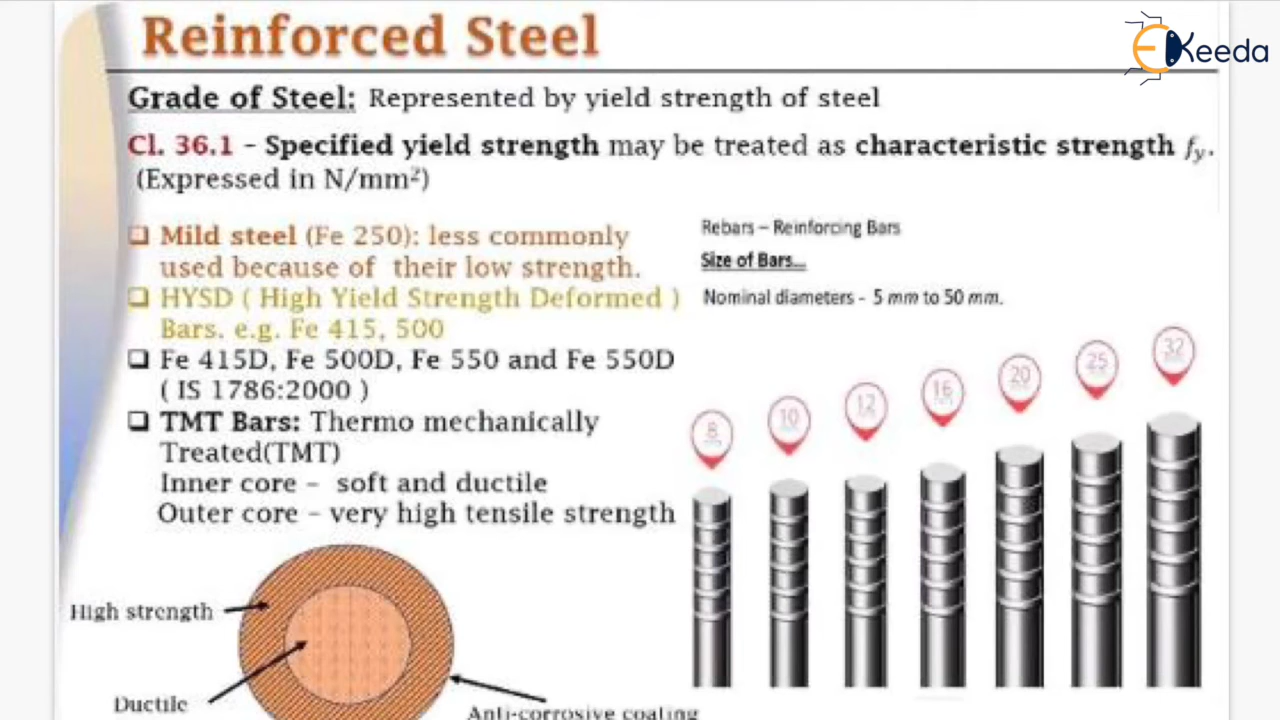 Reinforced Steel
EKeeda
Grade of Steel: Represented by yield strength of steel
Cl. 36.1 - Specified yield strength may be treated as characteristic strength fy.
(Expressed in N/mm²)
❑ Mild steel (Fe 250): less commonly
used because of their low strength.
❑ HYSD ( High Yield Strength Deformed )
Bars. e.g. Fe 415, 500
❑ Fe 415D, Fe 500D, Fe 550 and Fe 550D
( IS 1786:2000 )
❑ TMT Bars: Thermo mechanically
Treated(TMT)
Inner core – soft and ductile
Outer core – very high tensile strength
Rebars – Reinforcing Bars
Size of Bars...
Nominal diameters - 5 mm to 50 mm.
8
10
12
16
20
25
32
High strength
Ductile
Anti-corrosive coating